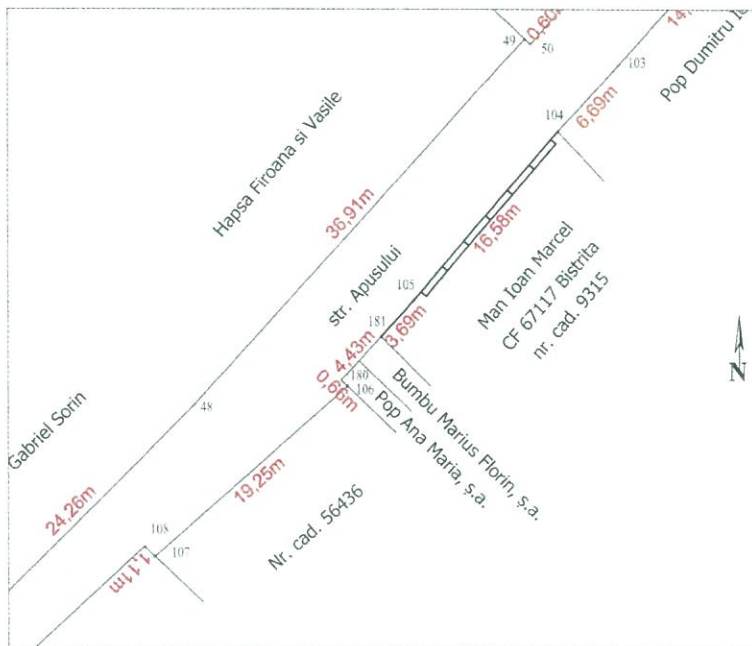 49
0,60
50
14,
103
Pop Dumitru
6,69m
104
Hapsa Firoana si Vasile
36,91m
16,58m
str. Apusului
105
Man Ioan Marcel
CF 67117 Bistrita
nr. cad. 9315
181
3,69m
4,43m
180
0,66m
106
Bumbu Marius Florin, ș.a.
Pop Ana Maria, ș.a.
N
48
Gabriel Sorin
24,26m
19,25m
Nr. cad. 56436
108
107
1,11m